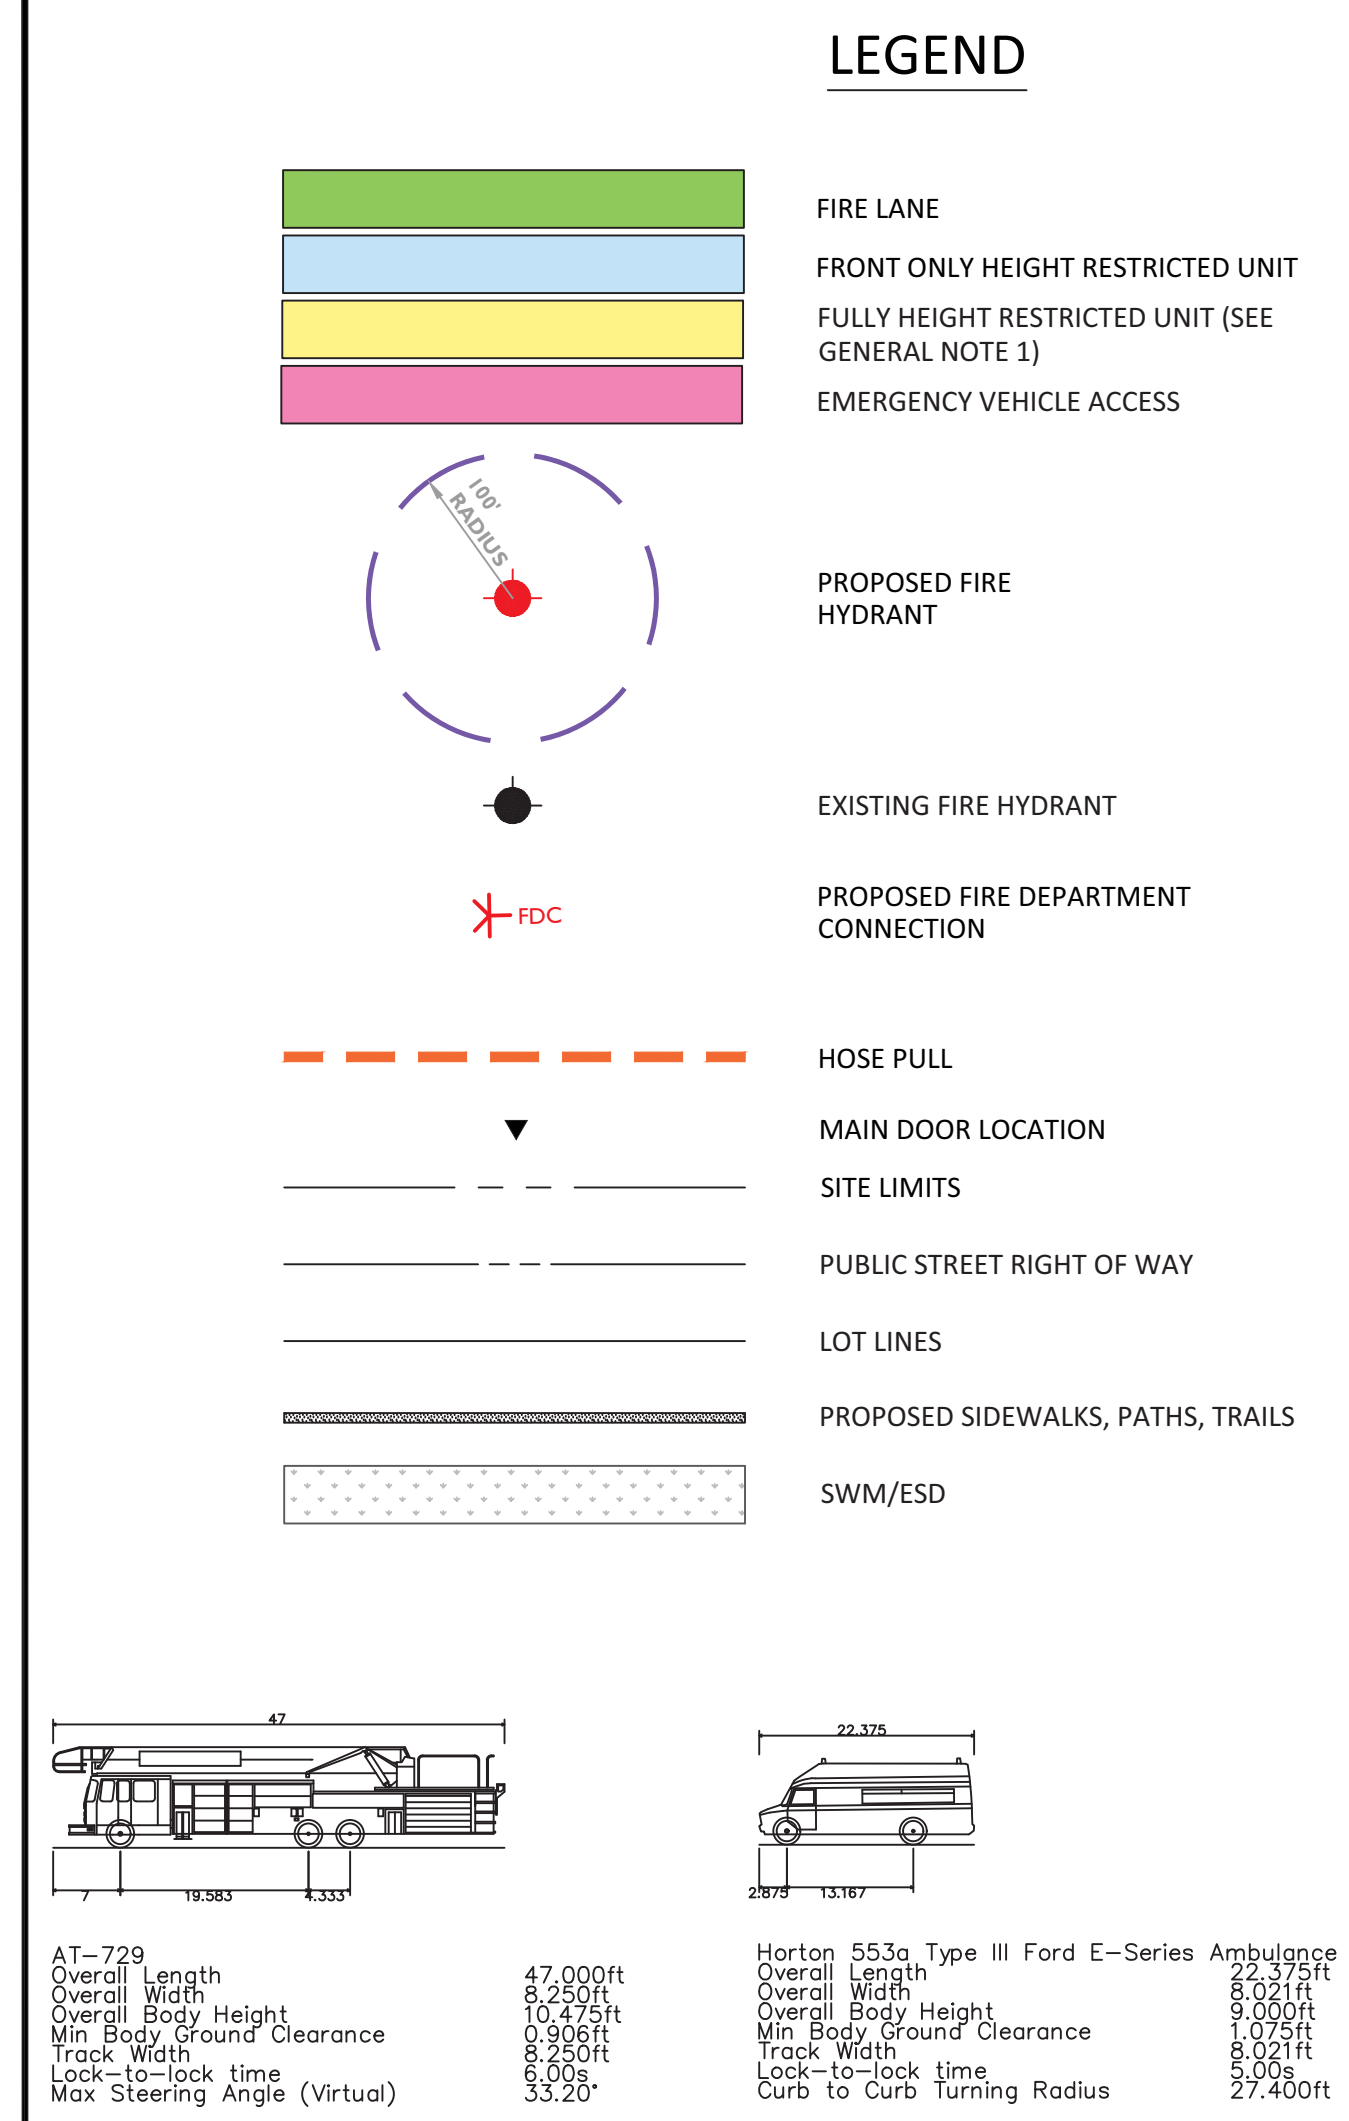 LEGEND
FIRE LANE
FRONT ONLY HEIGHT RESTRICTED UNIT
FULLY HEIGHT RESTRICTED UNIT (SEE
GENERAL NOTE 1)
EMERGENCY VEHICLE ACCESS
100'
RADIUS
PROPOSED FIRE
HYDRANT
EXISTING FIRE HYDRANT
FDC
PROPOSED FIRE DEPARTMENT
CONNECTION
HOSE PULL
MAIN DOOR LOCATION
SITE LIMITS
PUBLIC STREET RIGHT OF WAY
LOT LINES
PROPOSED SIDEWALKS, PATHS, TRAILS
SWM/ESD
47
7 19.583 4.333
AT-729
Overall Length 47.000ft
Overall Width 8.250ft
Overall Body Height 10.475ft
Min Body Ground Clearance 0.906ft
Track Width 8.250ft
Lock-to-lock time 6.00s
Max Steering Angle (Virtual) 33.20°
22.375
2.875 13.167
Horton 553a Type III Ford E-Series Ambulance
Overall Length 22.375ft
Overall Width 8.021ft
Overall Body Height 9.000ft
Min Body Ground Clearance 1.075ft
Track Width 8.021ft
Lock-to-lock time 5.00s
Curb to Curb Turning Radius 27.400ft